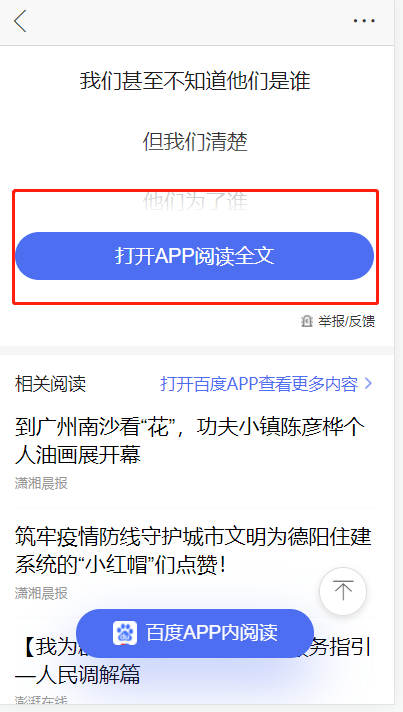 我们甚至不知道他们是谁
但我们清楚
他们为了谁
打开APP阅读全文
举报/反馈
相关阅读
打开百度APP查看更多内容
到广州南沙看“花”，功夫小镇陈彦桦个
人油画展开幕
潇湘晨报
筑牢疫情防线守护城市文明为德阳住建
系统的“小红帽”们点赞！
潇湘晨报
百度APP内阅读
【我为
务指引
—人民调解篇
澎湃在线